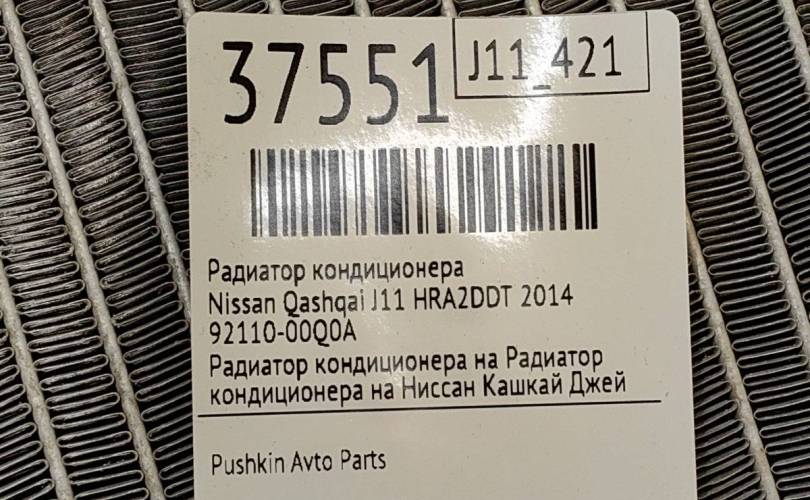 37551
J11_421
Радиатор кондиционера
Nissan Qashqai J11 HRA2DDT 2014
92110-00Q0A
Радиатор кондиционера на Радиатор
кондиционера на Ниссан Кашкай Джей
Pushkin Avto Parts